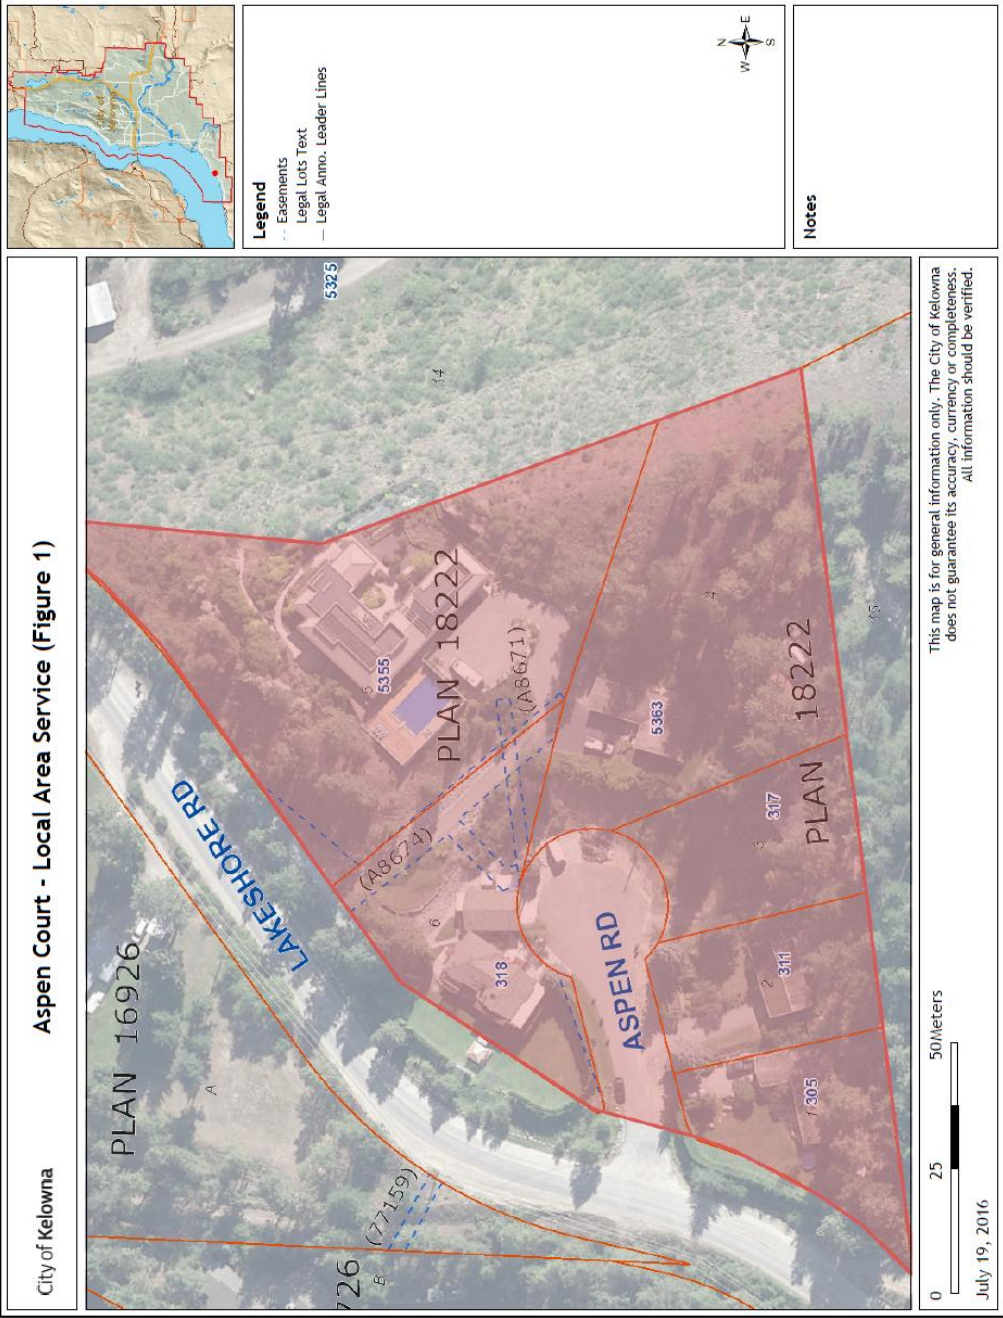 City of Kelowna
Aspen Court - Local Area Service (Figure 1)
PLAN 16926
A
LAKESHORE RD
5325
14
5
5355
PLAN 18222
(A8671)
(A8674)
6
318
5363
4
ASPEN RD
317
3
PLAN 18222
2
311
1
305
15
(77159)
B
726
Legend
Easements
Legal Lots Text
Legal Anno. Leader Lines
N
W
E
S
Notes
0
25
50Meters
July 19, 2016
This map is for general information only. The City of Kelowna
does not guarantee its accuracy, currency or completeness.
All information should be verified.